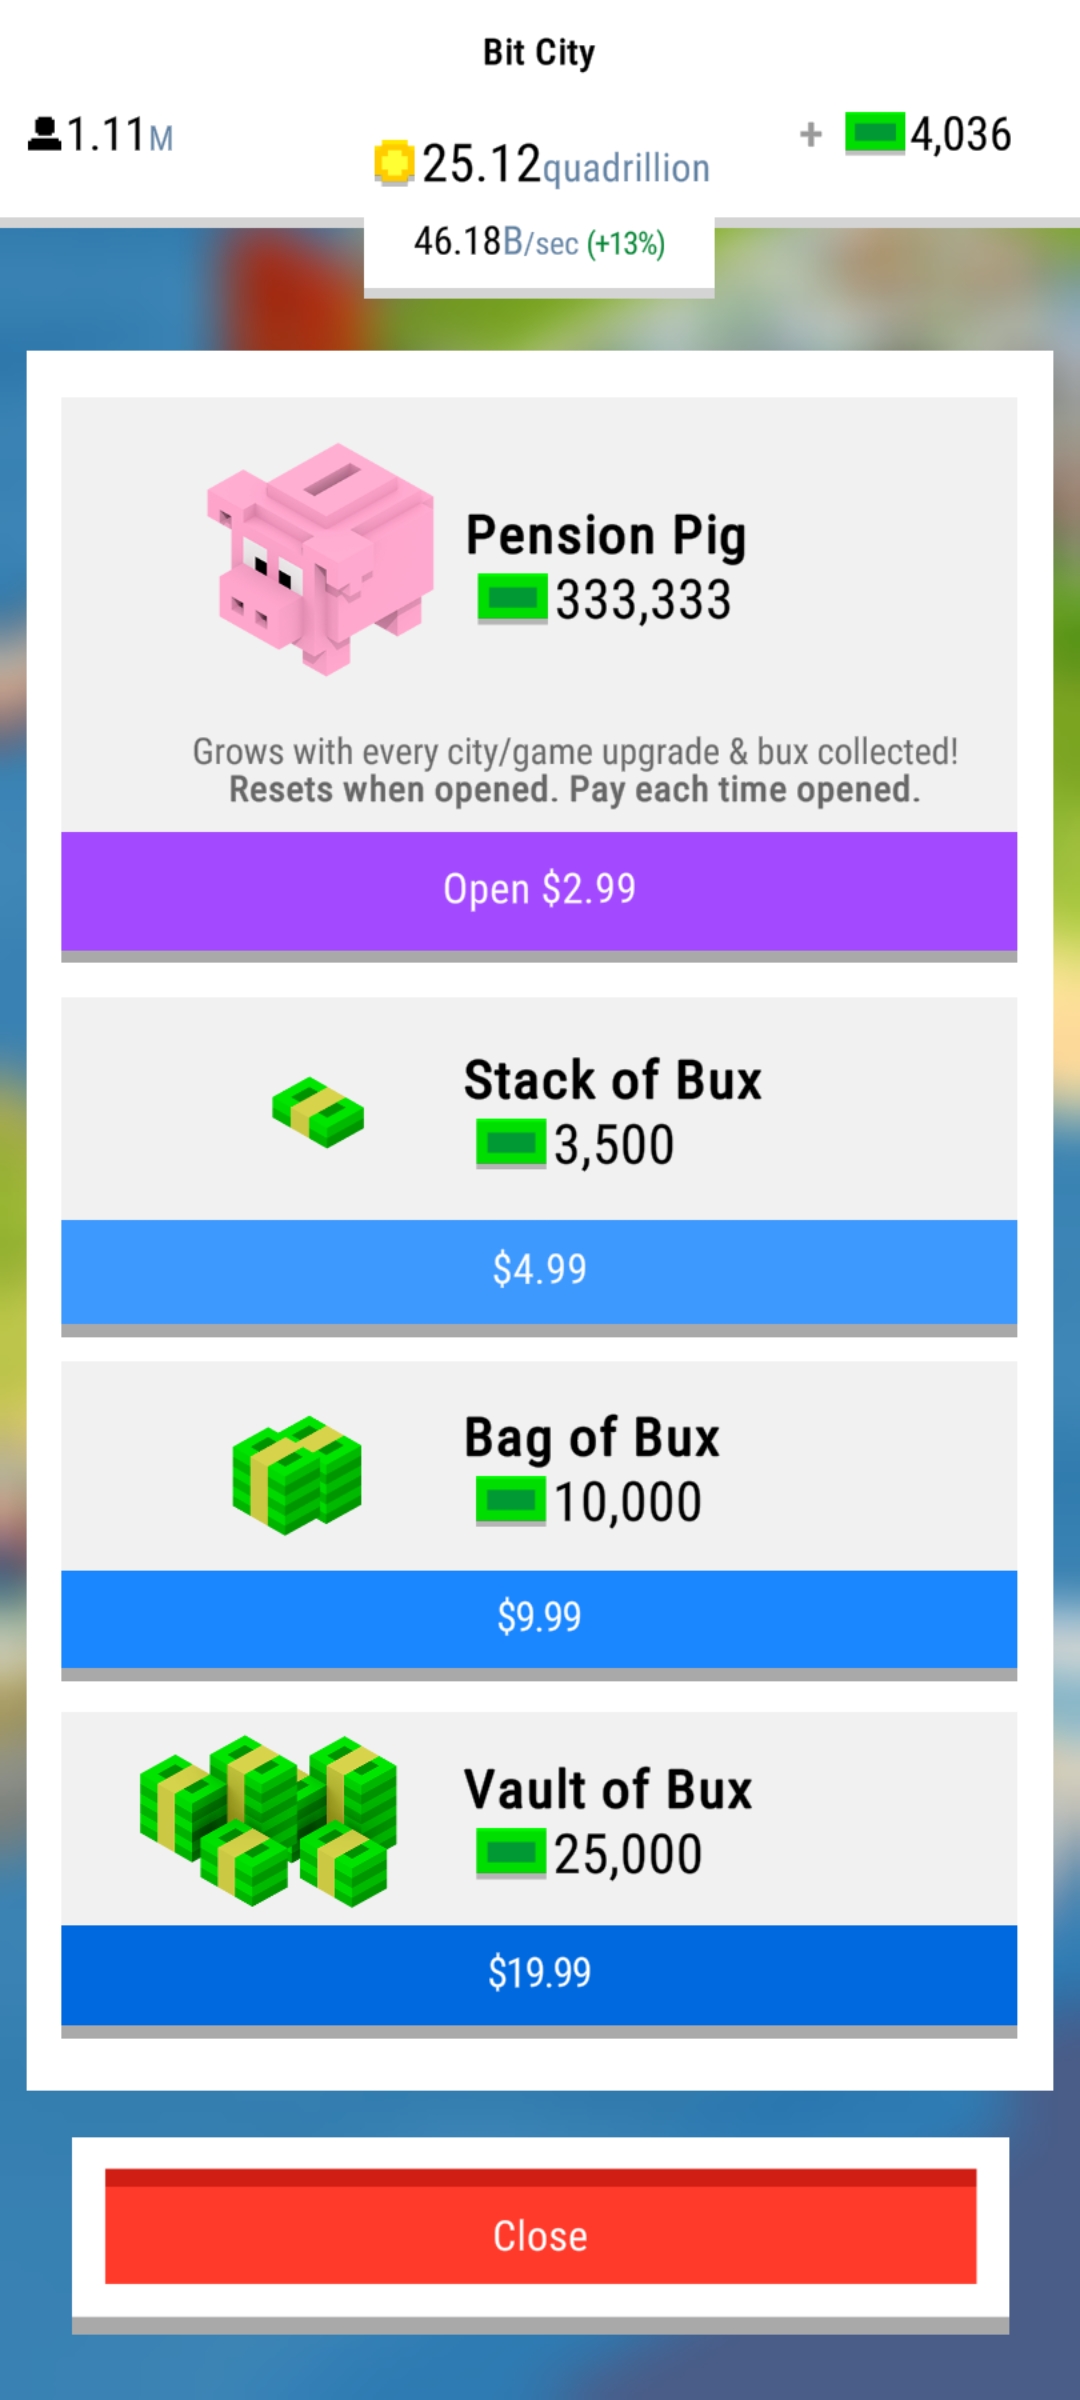 Bit City
1.11M
25.12quadrillion
+ 4,036
46.18B/sec (+13%)
Pension Pig
333,333
Grows with every city/game upgrade & bux collected!
Resets when opened. Pay each time opened.
Open $2.99
Stack of Bux
3,500
$4.99
Bag of Bux
10,000
$9.99
Vault of Bux
25,000
$19.99
Close